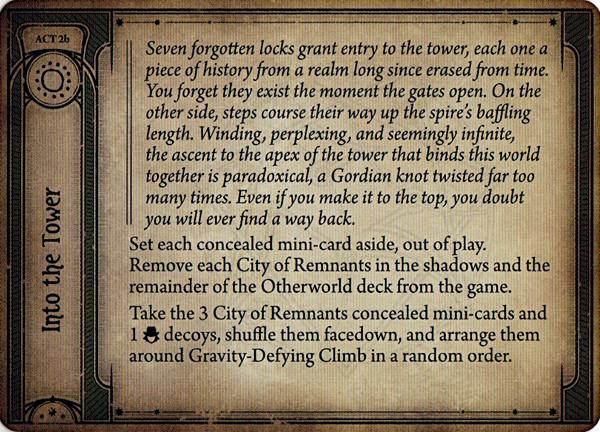 ACT 2b
Into the Tower
Seven forgotten locks grant entry to the tower, each one a
piece of history from a realm long since erased from time.
You forget they exist the moment the gates open. On the
other side, steps course their way up the spire's baffling
length. Winding, perplexing, and seemingly infinite,
the ascent to the apex of the tower that binds this world
together is paradoxical, a Gordian knot twisted far too
many times. Even if you make it to the top, you doubt
you will ever find a way back.
Set each concealed mini-card aside, out of play.
Remove each City of Remnants in the shadows and the
remainder of the Otherworld deck from the game.
Take the 3 City of Remnants concealed mini-cards and
1 decoys, shuffle them facedown, and arrange them
around Gravity-Defying Climb in a random order.